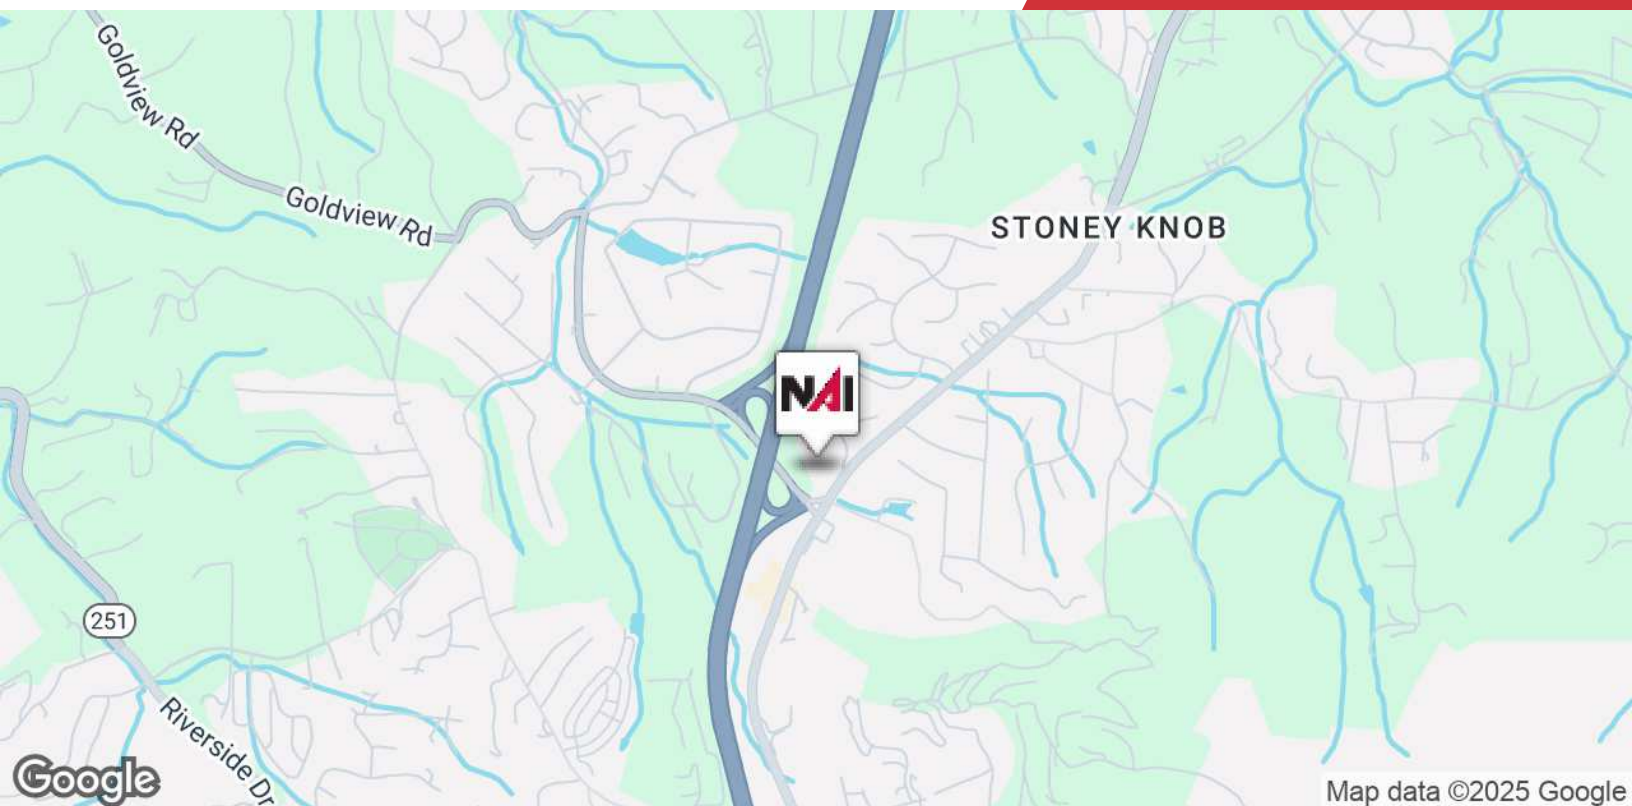 Goldview Rd
Goldview Rd
STONEY KNOB
NAI
251
Riverside Dr
Google
Map data ©2025 Google